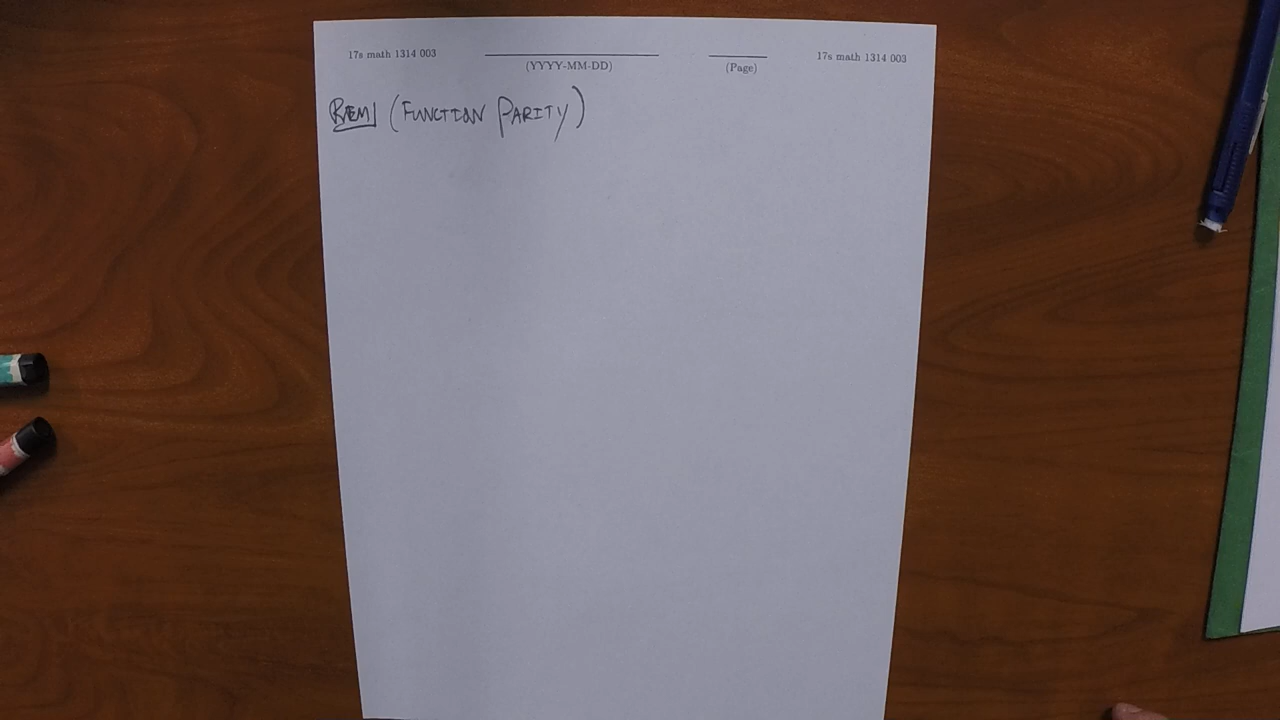 17s math 1314 003
(YYYY-MM-DD)
(Page)
17s math 1314 003
REM (FUNCTION PARITY)